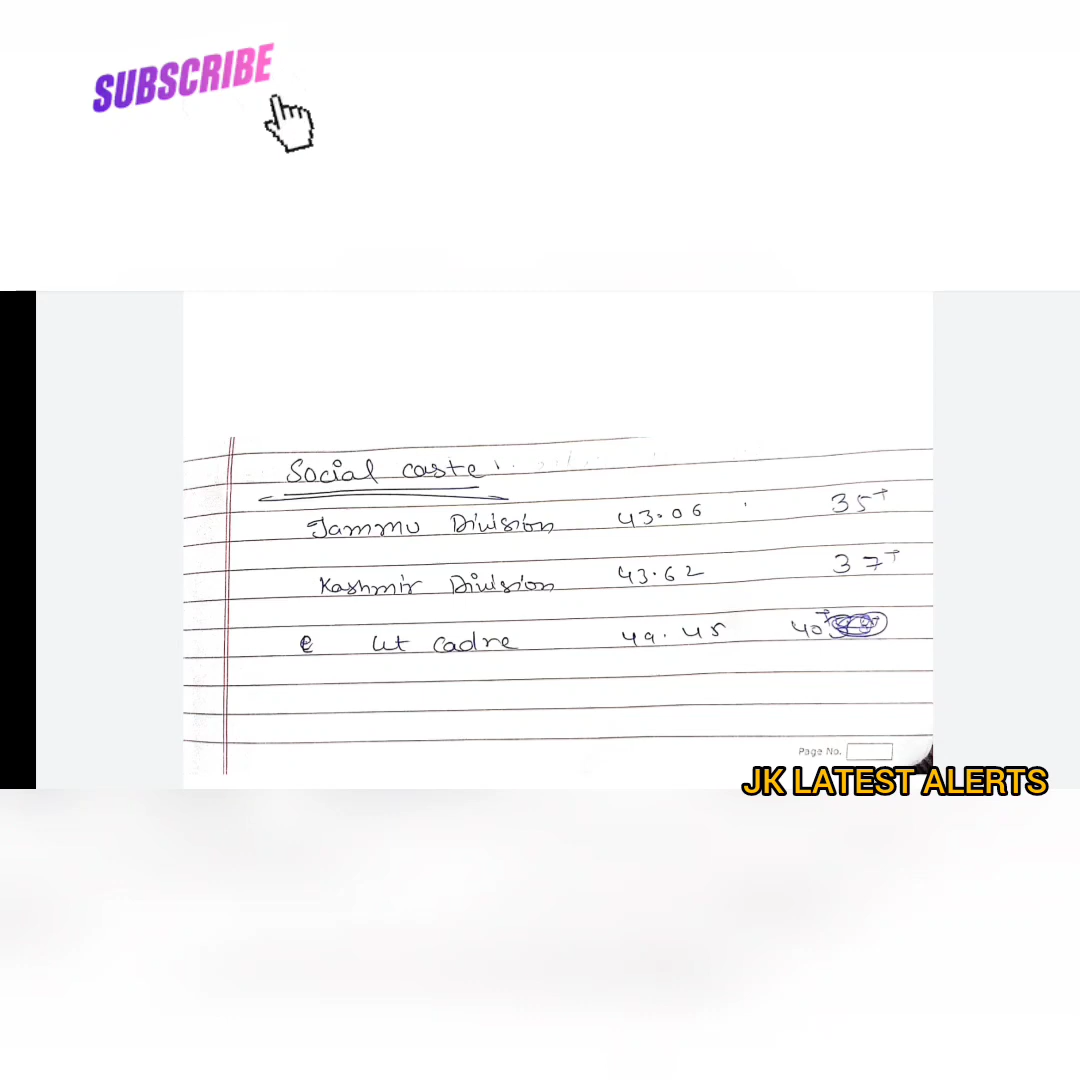 SUBSCRIBE
Social caste
Jammu Division 43.06 35+
Kashmir Division 43.62 37+
e Ut cadre 49.45 40+
Page No.
JK LATEST ALERTS